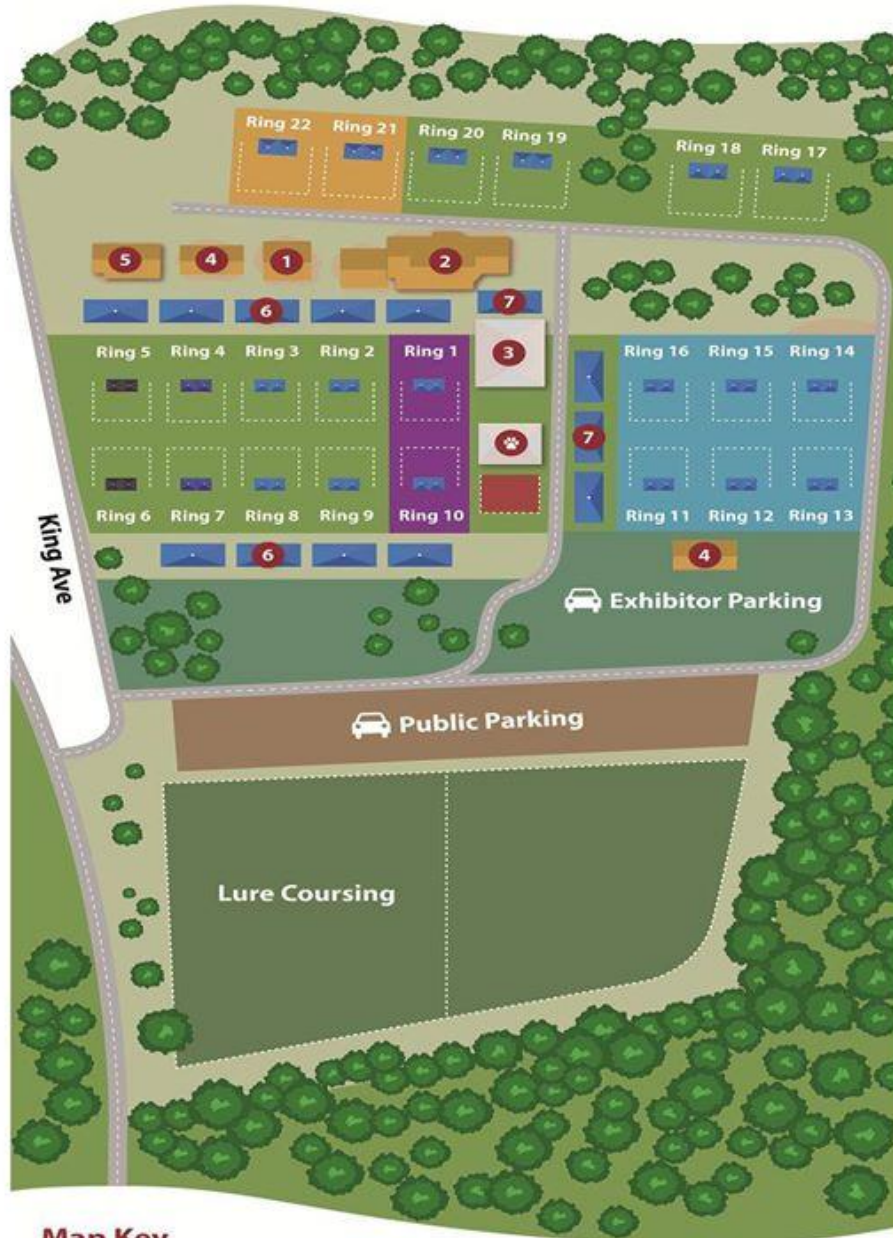 Ring 22 Ring 21 Ring 20 Ring 19 Ring 18 Ring 17
5 4 1 2
6 7
Ring 5 Ring 4 Ring 3 Ring 2 Ring 1 3 Ring 16 Ring 15 Ring 14
7
Ring 6 Ring 7 Ring 8 Ring 9 Ring 10 Ring 11 Ring 12 Ring 13
King Ave
6 4
Exhibitor Parking
Public Parking
Lure Coursing
Map Key